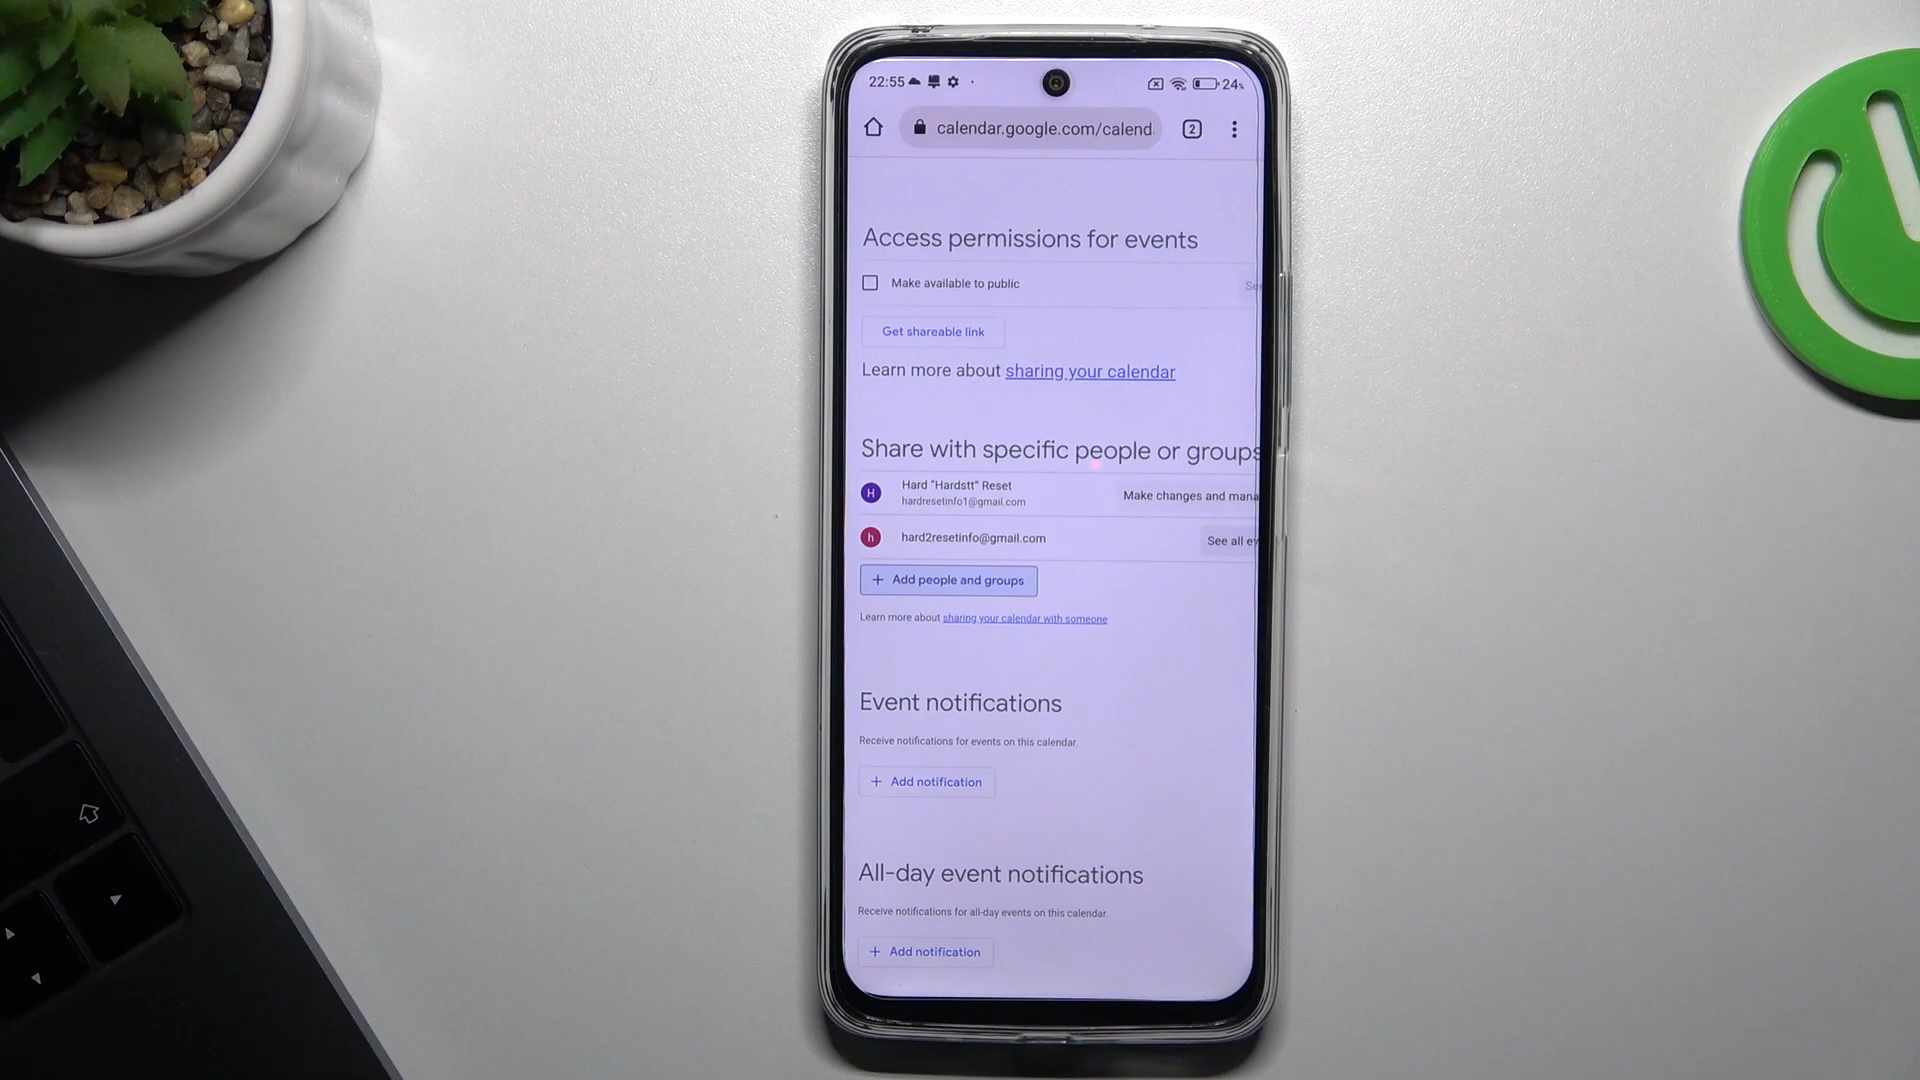 22:55 24%
calendar.google.com/calend
2
Access permissions for events
Make available to public
Get shareable link
Learn more about sharing your calendar
Share with specific people or groups
H Hard "Hardstt" Reset
hardresetinfo1@gmail.com
Make changes and mana
h hard2resetinfo@gmail.com
See all ev
+ Add people and groups
Learn more about sharing your calendar with someone
Event notifications
Receive notifications for events on this calendar.
+ Add notification
All-day event notifications
Receive notifications for all-day events on this calendar.
+ Add notification